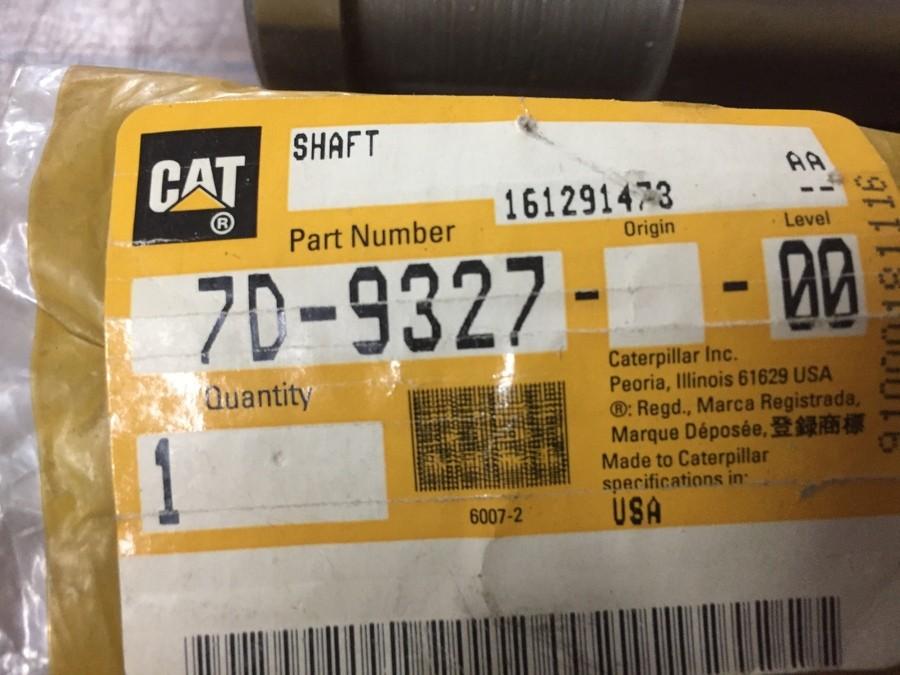 CAT®
SHAFT
AA
161291473 --
Part Number
Origin
Level
7D-9327 - - 00
Quantity
1
6007-2
Caterpillar Inc.
Peoria, Illinois 61629 USA
®: Regd., Marca Registrada,
Marque Déposée, 登録商標
Made to Caterpillar
specifications in:
USA